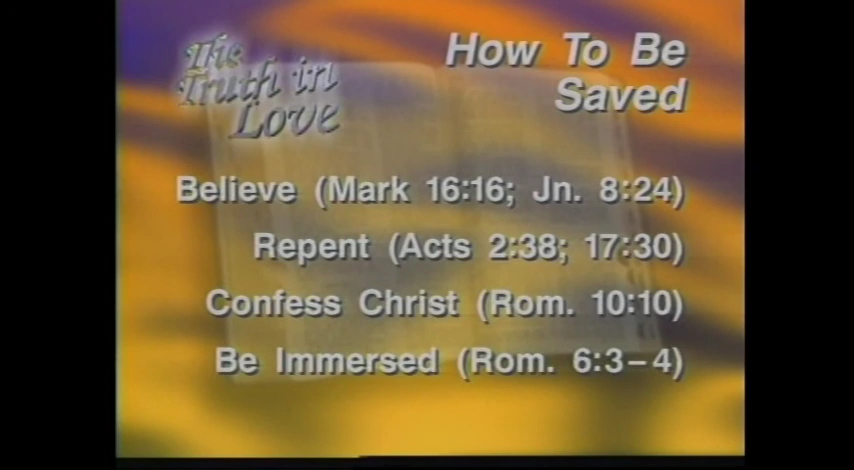 The
Truth in
Love
How To Be
Saved
Believe (Mark 16:16; Jn. 8:24)
Repent (Acts 2:38; 17:30)
Confess Christ (Rom. 10:10)
Be Immersed (Rom. 6:3–4)